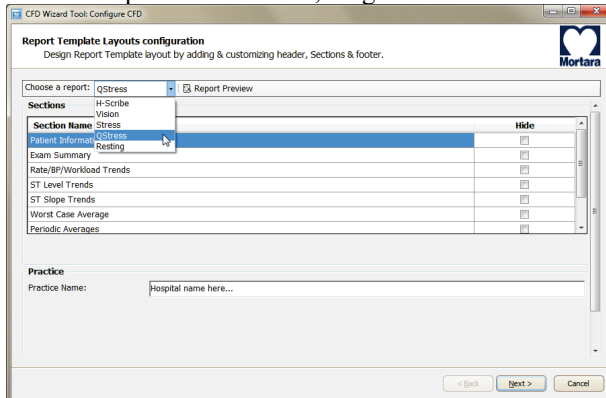 CFD Wizard Tool: Configure CFD
Report Template Layouts configuration
Design Report Template layout by adding & customizing header, Sections & footer.
Mortara
Choose a report: QStress Report Preview
H-Scribe
Vision
Stress
QStress
Resting
Sections
Section Name Hide
Patient Informati
Exam Summary
Rate/BP/Workload Trends
ST Level Trends
ST Slope Trends
Worst Case Average
Periodic Averages
Practice
Practice Name: Hospital name here...
< Back Next > Cancel